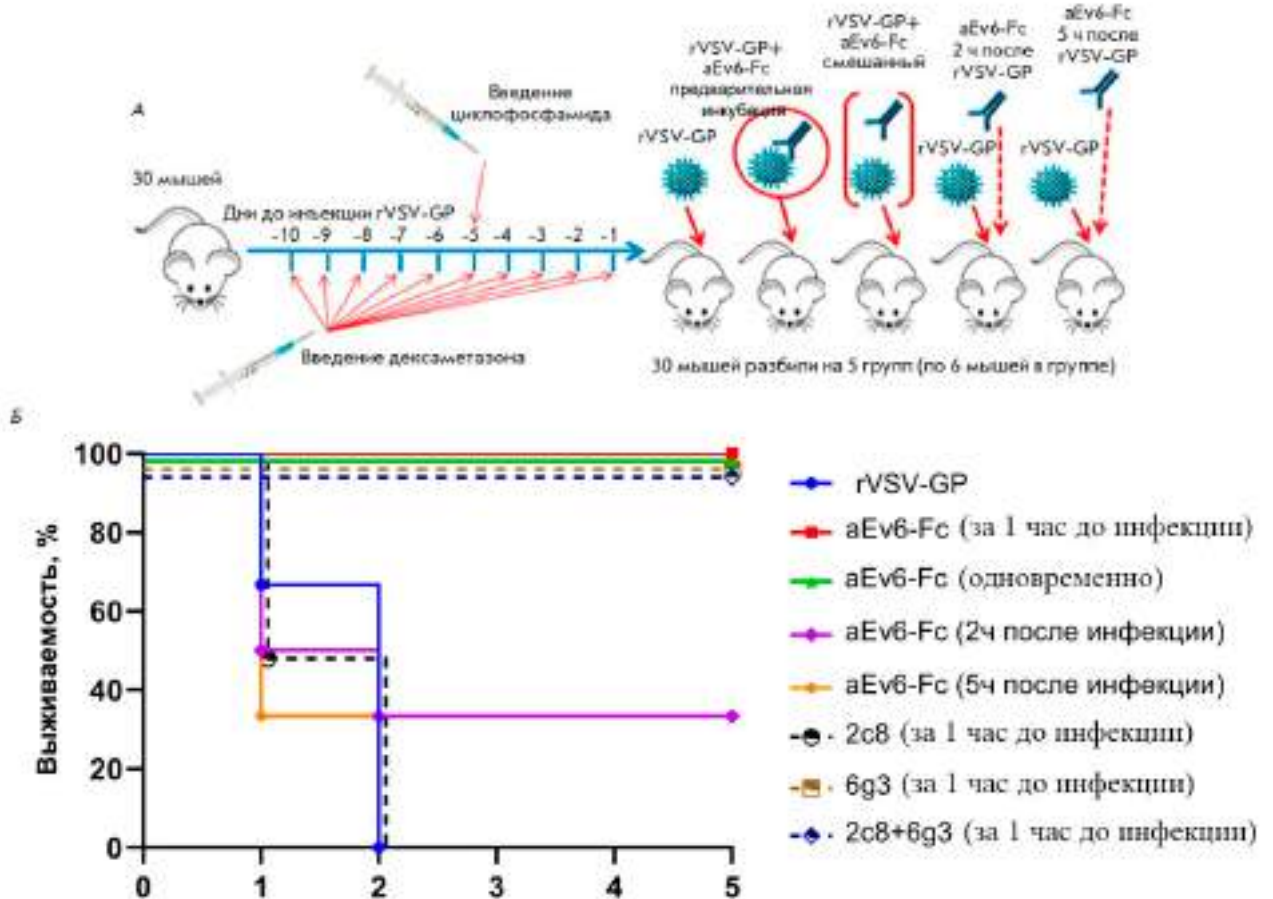 А
30 мышей
Введение
циклофосфамида
Дни до инъекции rVSV-GP
-10 -9 -8 -7 -6 -5 -4 -3 -2 -1
Введение дексаметазона
rVSV-GP
rVSV-GP+
aEv6-Fc
предварительная
инкубация
rVSV-GP+
aEv6-Fc
смешанный
aEv6-Fc
2 ч после
rVSV-GP
rVSV-GP
aEv6-Fc
5 ч после
rVSV-GP
rVSV-GP
30 мышей разбили на 5 групп (по 6 мышей в группе)
Б
Выживаемость, %
100
80
60
40
20
0
0 1 2 3 4 5
rVSV-GP
aEv6-Fc (за 1 час до инфекции)
aEv6-Fc (одновременно)
aEv6-Fc (2ч после инфекции)
aEv6-Fc (5ч после инфекции)
2c8 (за 1 час до инфекции)
6g3 (за 1 час до инфекции)
2c8+6g3 (за 1 час до инфекции)